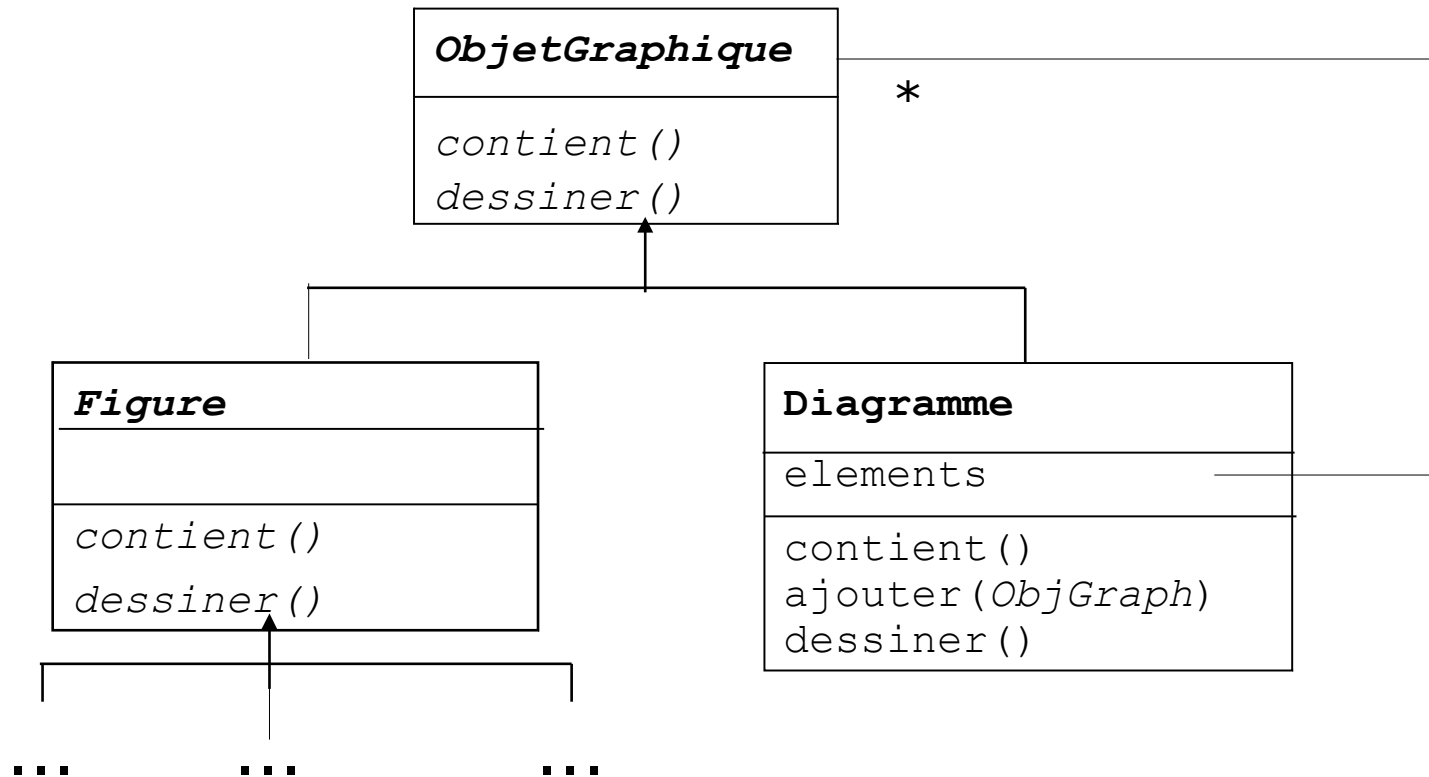 ObjetGraphique
*
contient()
dessiner()
Figure
contient()
dessiner()
Diagramme
elements
contient()
ajouter(ObjGraph)
dessiner()
... ... ...